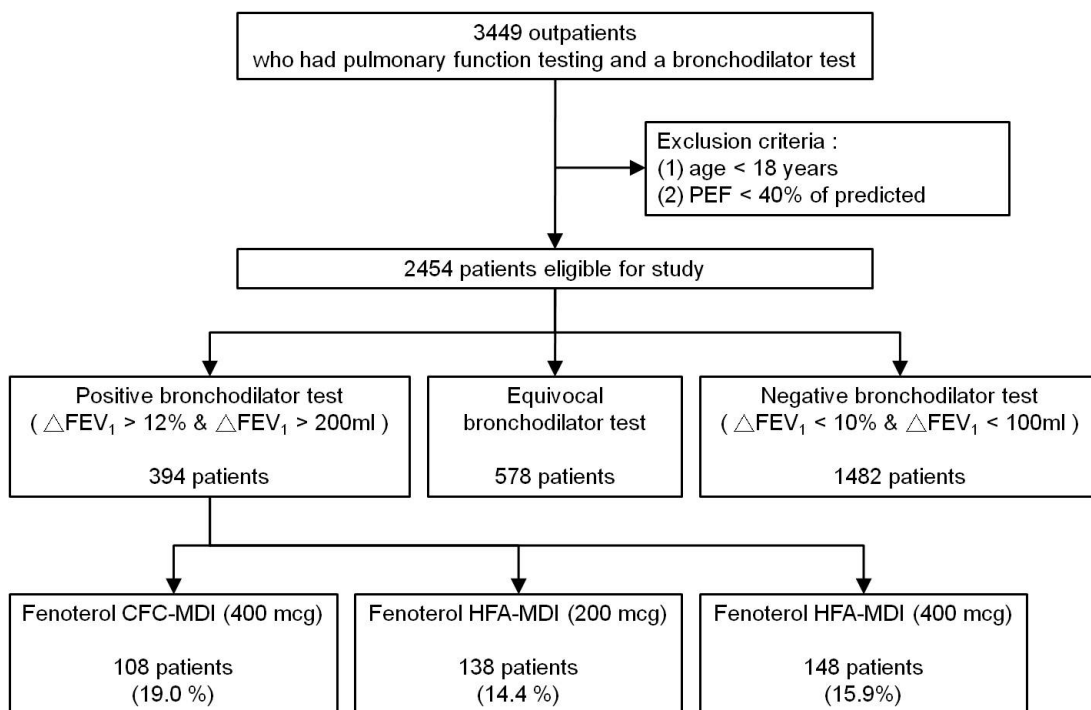 3449 outpatients
who had pulmonary function testing and a bronchodilator test
Exclusion criteria :
(1) age < 18 years
(2) PEF < 40% of predicted
2454 patients eligible for study
Positive bronchodilator test
( △FEV₁ > 12% & △FEV₁ > 200ml )
394 patients
Equivocal
bronchodilator test
578 patients
Negative bronchodilator test
( △FEV₁ < 10% & △FEV₁ < 100ml )
1482 patients
Fenoterol CFC-MDI (400 mcg)
108 patients
(19.0 %)
Fenoterol HFA-MDI (200 mcg)
138 patients
(14.4 %)
Fenoterol HFA-MDI (400 mcg)
148 patients
(15.9%)